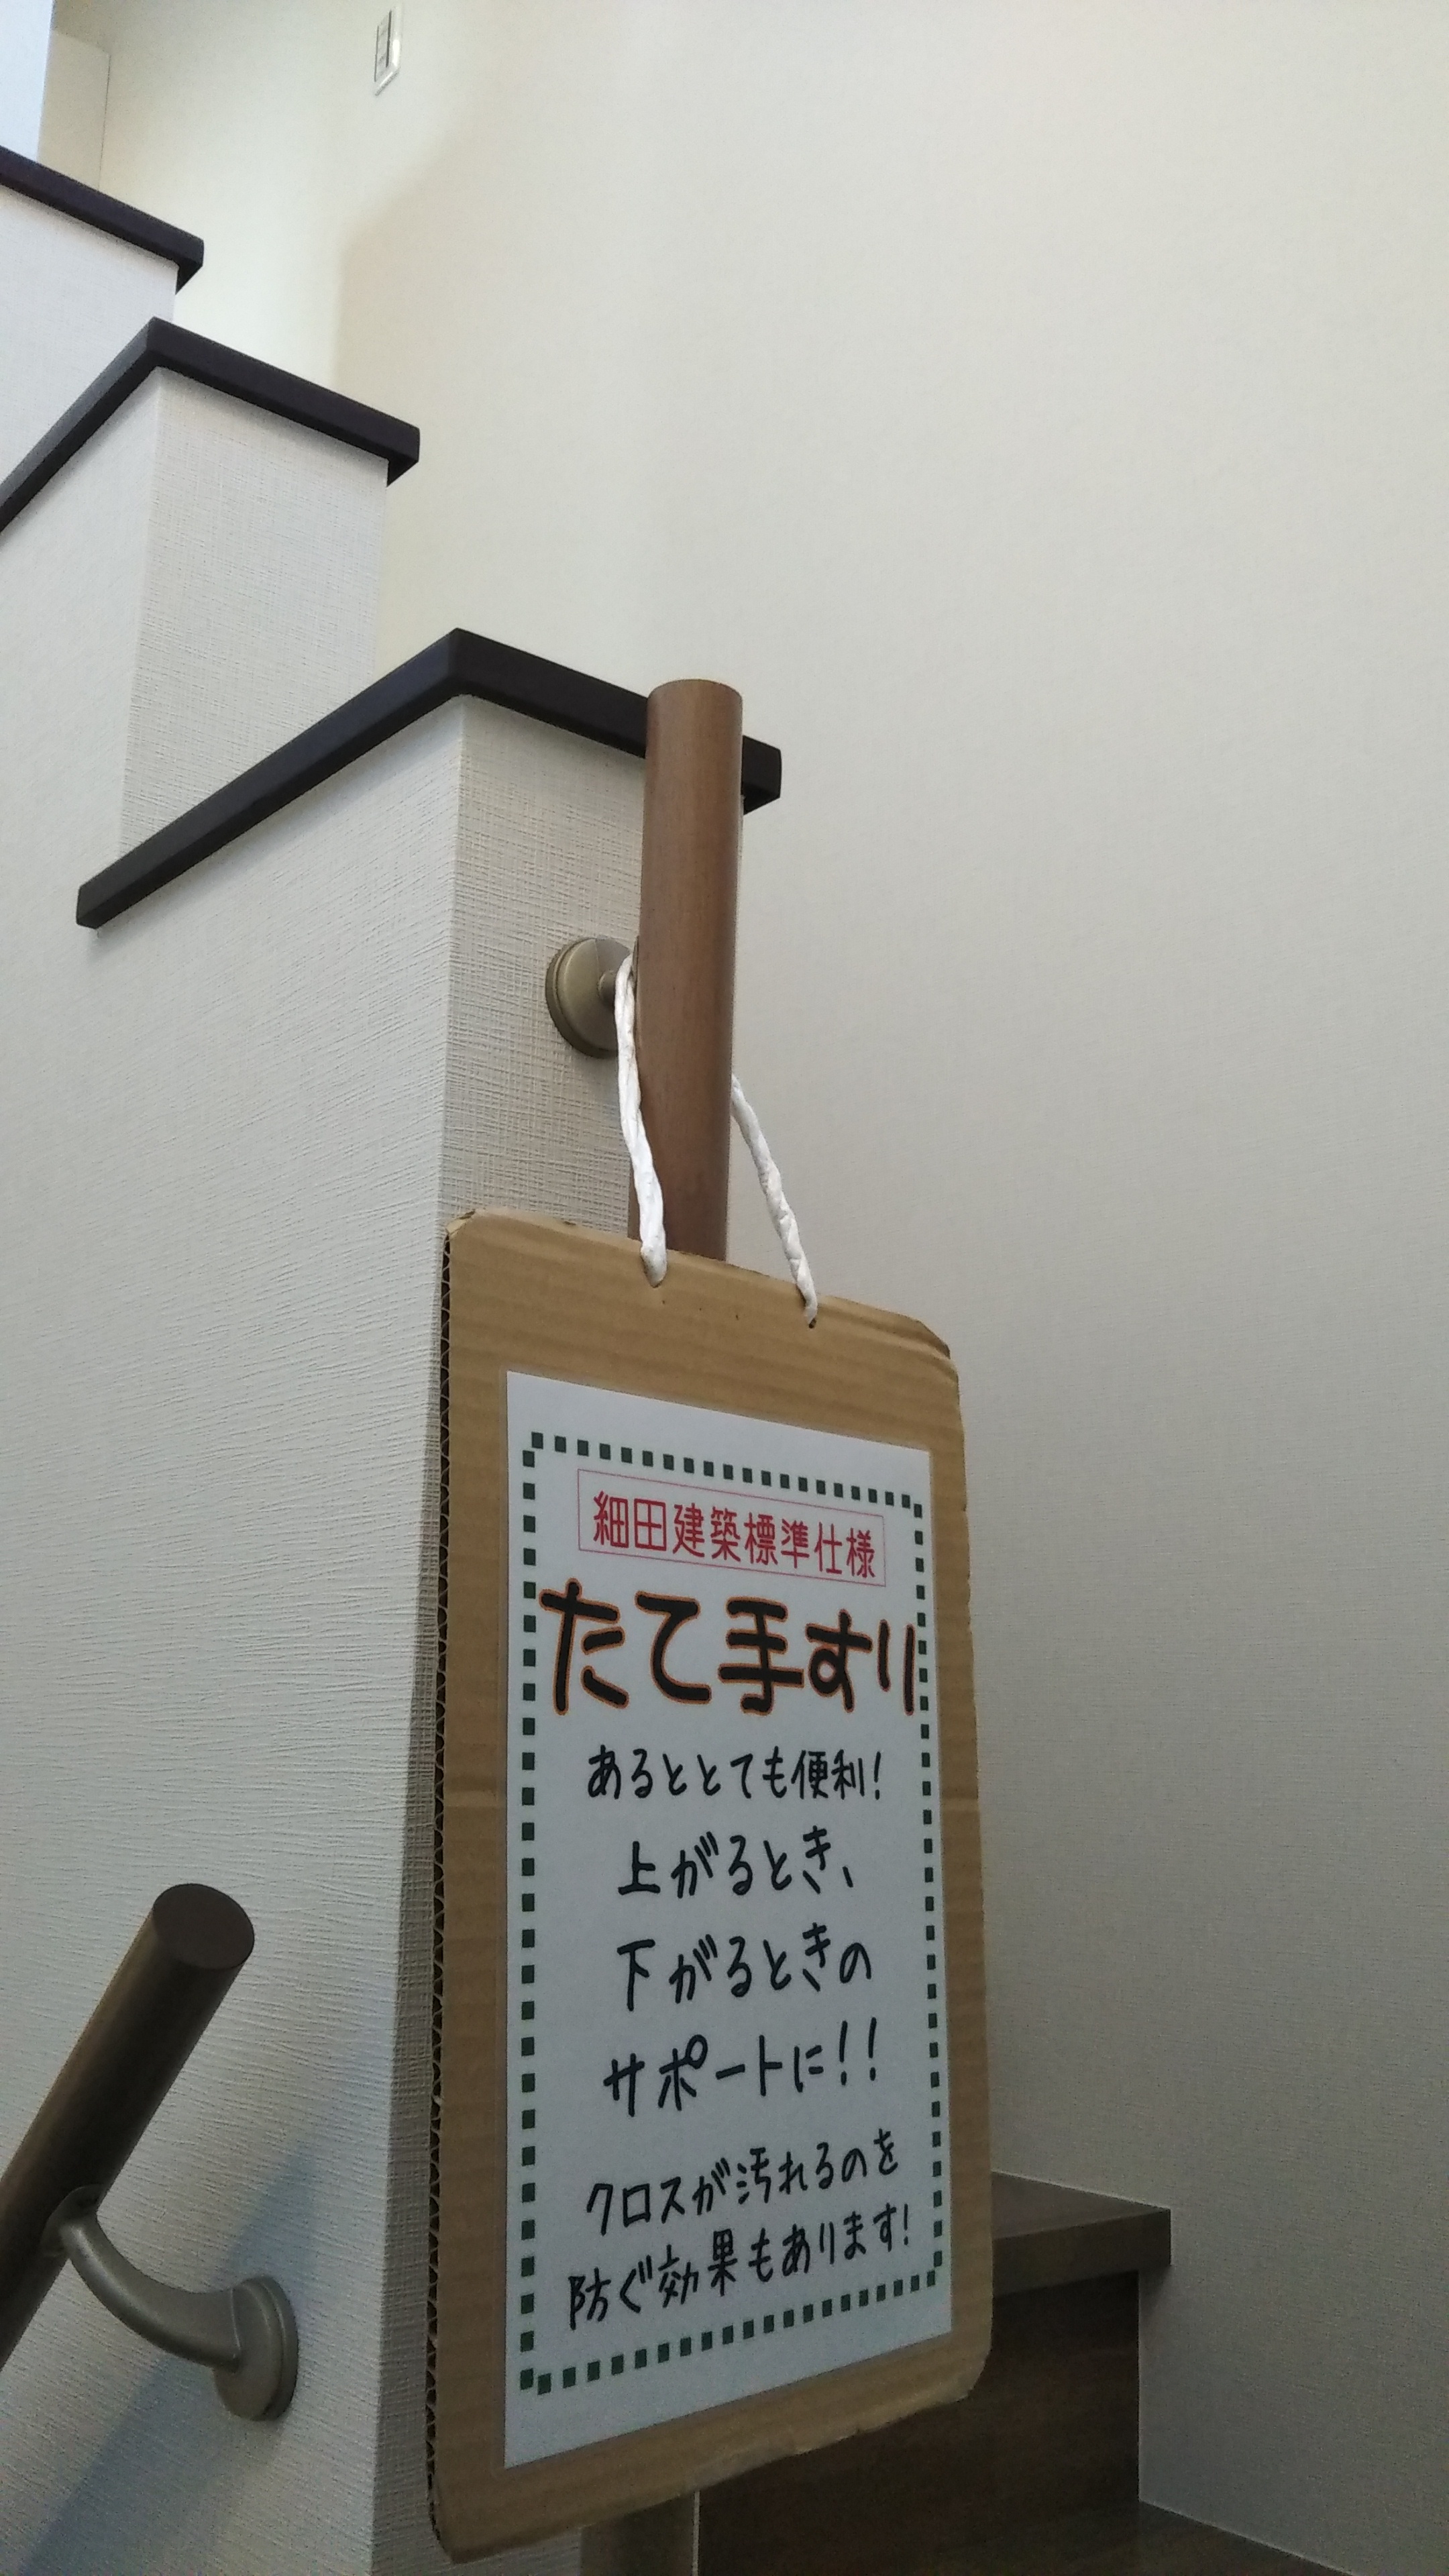 細田建築標準仕様
たて手すり
あるととても便利!
上がるとき、
下がるときの
サポートに!!
クロスが汚れるのを
防ぐ効果もあります!